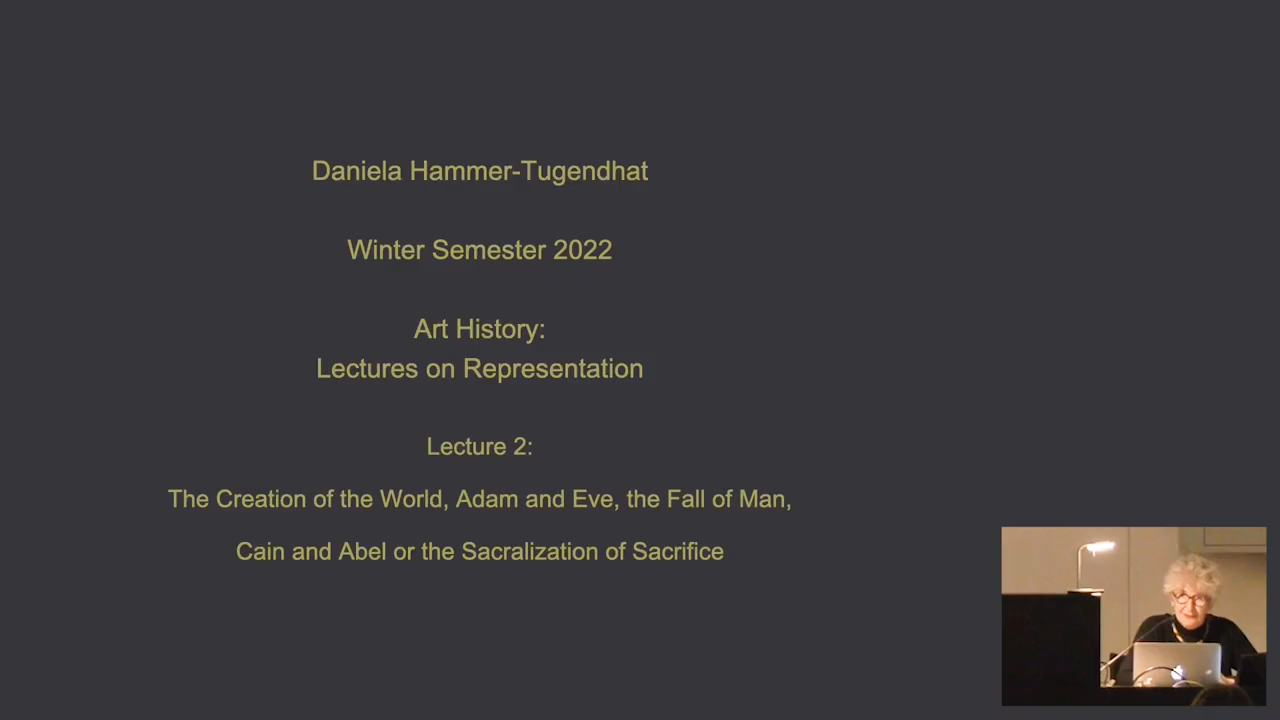 Daniela Hammer-Tugendhat
Winter Semester 2022
Art History:
Lectures on Representation
Lecture 2:
The Creation of the World, Adam and Eve, the Fall of Man,
Cain and Abel or the Sacralization of Sacrifice